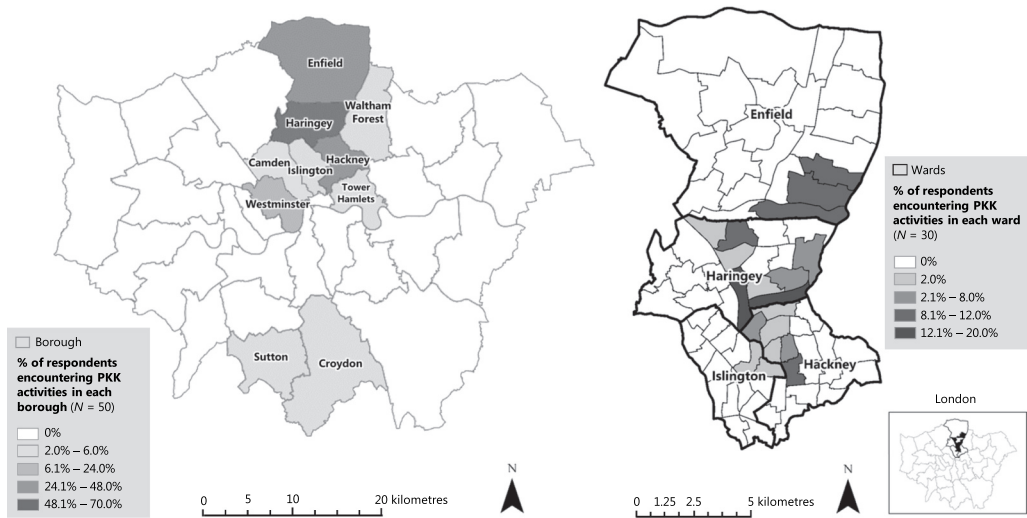 Enfield
Waltham
Forest
Haringey
Camden
Islington
Hackney
Tower
Hamlets
Westminster
Sutton
Croydon
Borough
% of respondents
encountering PKK
activities in each
borough (N = 50)
0%
2.0% – 6.0%
6.1% – 24.0%
24.1% – 48.0%
48.1% – 70.0%
0 5 10 20 kilometres
N
Enfield
Haringey
Islington
Hackney
Wards
% of respondents
encountering PKK
activities in each ward
(N = 30)
0%
2.0%
2.1% – 8.0%
8.1% – 12.0%
12.1% – 20.0%
0 1.25 2.5 5 kilometres
N
London